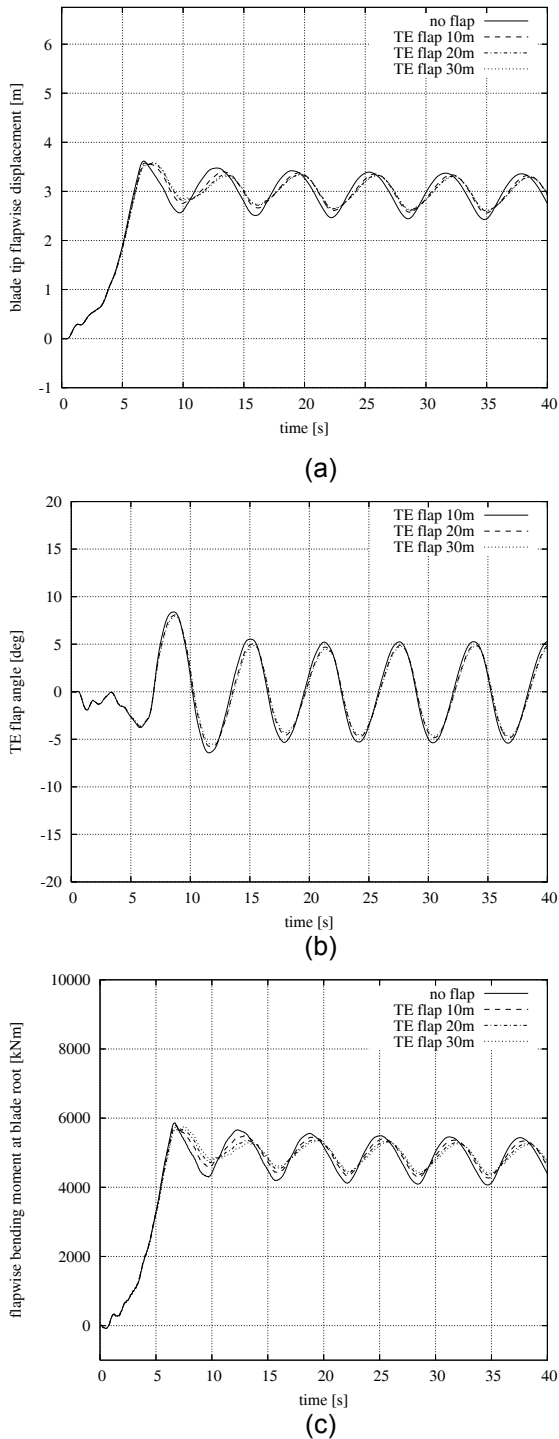 no flap
TE flap 10m
TE flap 20m
TE flap 30m
blade tip flapwise displacement [m]
6
5
4
3
2
1
0
-1
0 5 10 15 20 25 30 35 40
time [s]
(a)
TE flap 10m
TE flap 20m
TE flap 30m
TE flap angle [deg]
20
15
10
5
0
-5
-10
-15
-20
0 5 10 15 20 25 30 35 40
time [s]
(b)
no flap
TE flap 10m
TE flap 20m
TE flap 30m
flapwise bending moment at blade root [kNm]
10000
8000
6000
4000
2000
0
0 5 10 15 20 25 30 35 40
time [s]
(c)